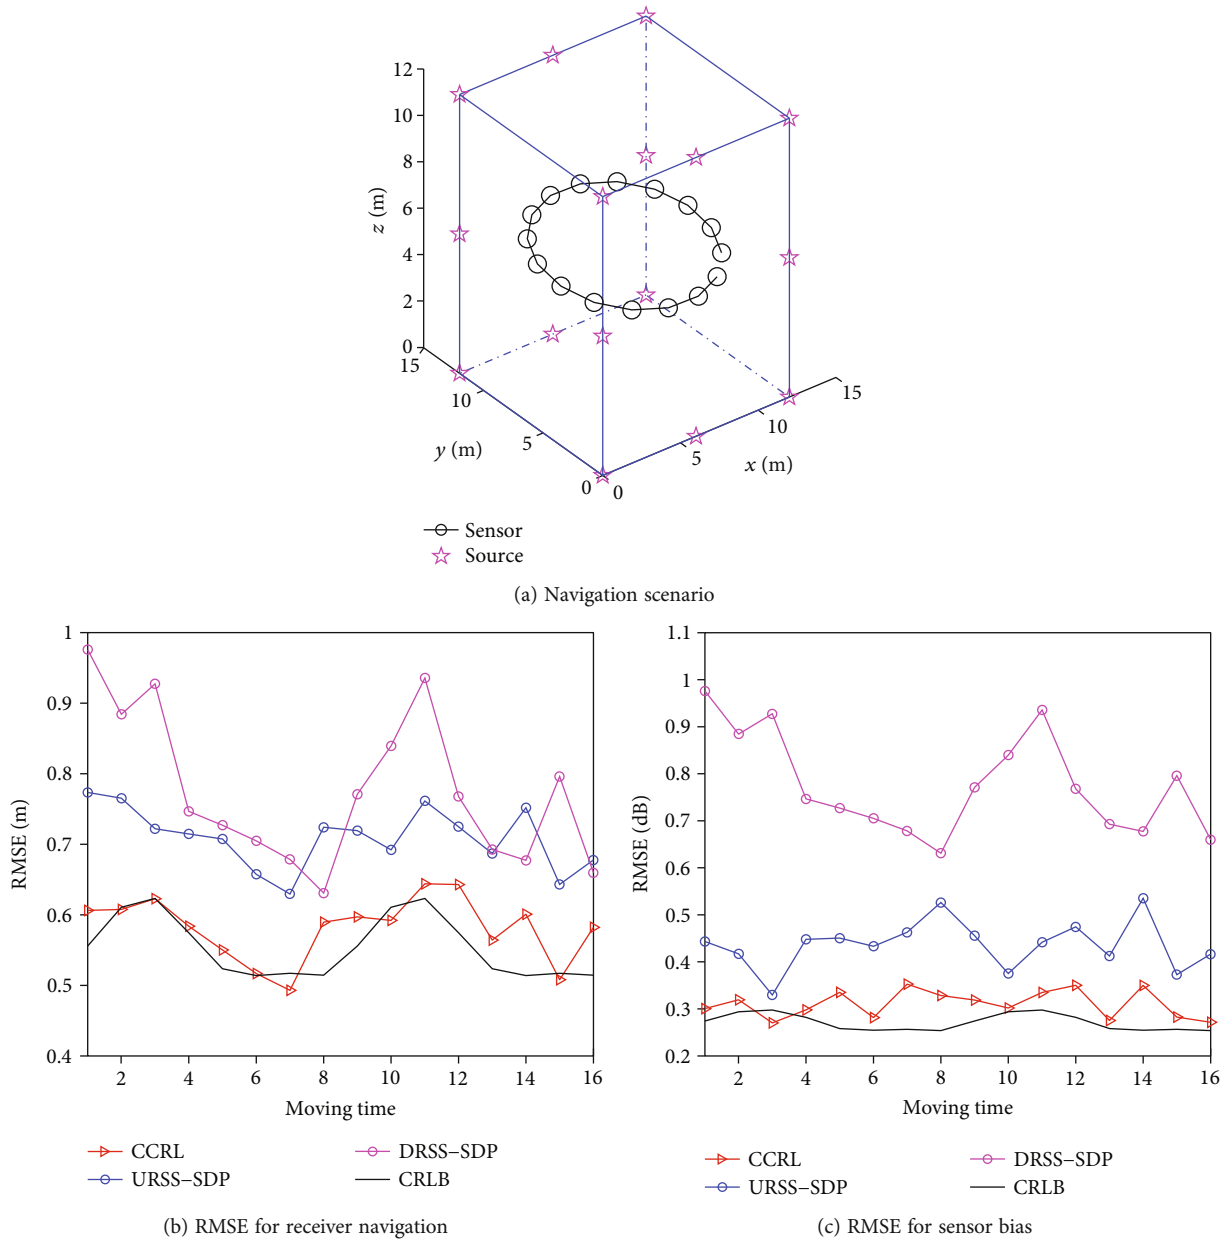 12
10
8
6
4
2
0
z (m)
15
10
5
0
y (m)
0
5
10
15
x (m)
Sensor
Source
(a) Navigation scenario
1
0.9
0.8
0.7
0.6
0.5
0.4
RMSE (m)
2 4 6 8 10 12 14 16
Moving time
CCRL
DRSS−SDP
URSS−SDP
CRLB
(b) RMSE for receiver navigation
1.1
1
0.9
0.8
0.7
0.6
0.5
0.4
0.3
0.2
RMSE (dB)
2 4 6 8 10 12 14 16
Moving time
CCRL
DRSS−SDP
URSS−SDP
CRLB
(c) RMSE for sensor bias